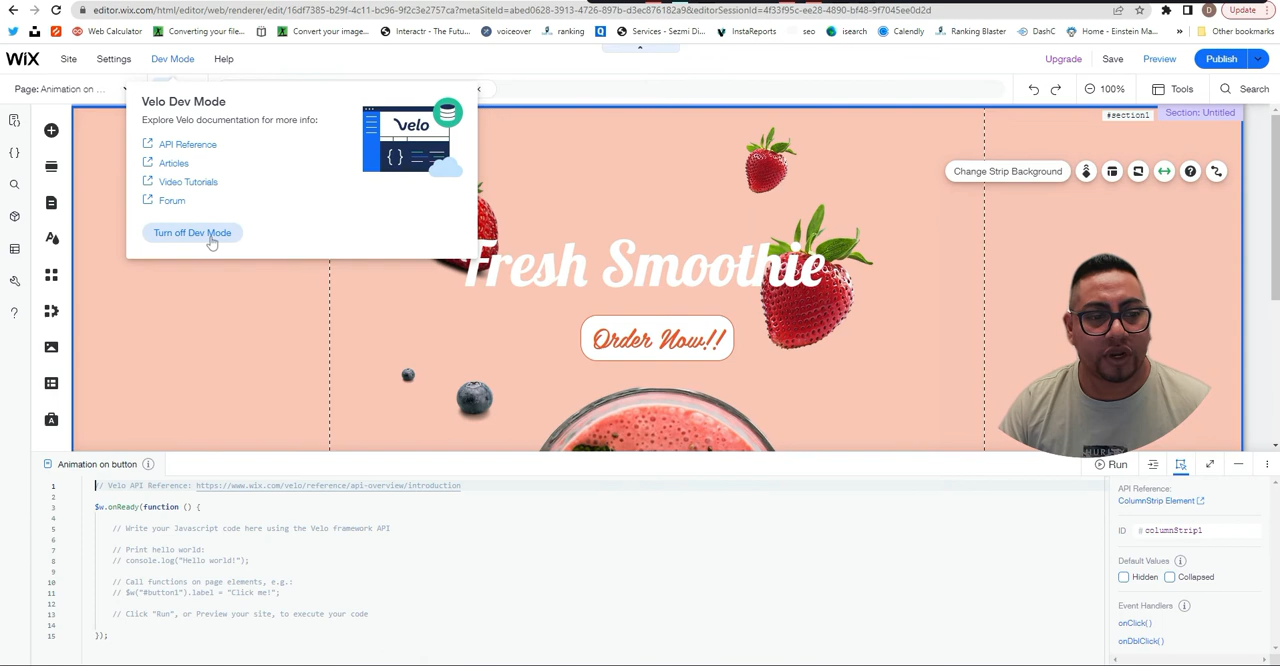 editor.wix.com/html/editor/web/renderer/edit/16df7385-b29f-4c11-bc96-9f2c3e2757ca?metaSiteId=abed0628-3913-4726-897b-d3ec876182a9&editorSessionId=4f33f95c-ee28-4890-bf48-9f7045ee0d2d
D
Update
Web Calculator
Converting your file...
Convert your image...
Interactr - The Futu...
voiceover
ranking
Services - Sezmi Di...
InstaReports
seo
isearch
Calendly
Ranking Blaster
DashC
Home - Einstein Ma...
»
Other bookmarks
WiX
Site
Settings
Dev Mode
Help
Upgrade
Save
Preview
Publish
Page: Animation on ...
100%
Tools
Search
Velo Dev Mode
Explore Velo documentation for more info:
API Reference
Articles
Video Tutorials
Forum
Turn off Dev Mode
velo
{ }
#section1
Section: Untitled
Change Strip Background
Fresh Smoothie
Order Now!!
Animation on button
Run
1 // Velo API Reference: https://www.wix.com/velo/reference/api-overview/introduction
2
3 $w.onReady(function () {
4
5 // Write your Javascript code here using the Velo framework API
6
7 // Print hello world:
8 // console.log("Hello world!");
9
10 // Call functions on page elements, e.g.:
11 // $w("#button1").label = "Click me!";
12
13 // Click "Run", or Preview your site, to execute your code
14
15 });
API Reference:
ColumnStrip Element
ID # columnStrip1
Default Values
Hidden
Collapsed
Event Handlers
onClick()
onDblClick()